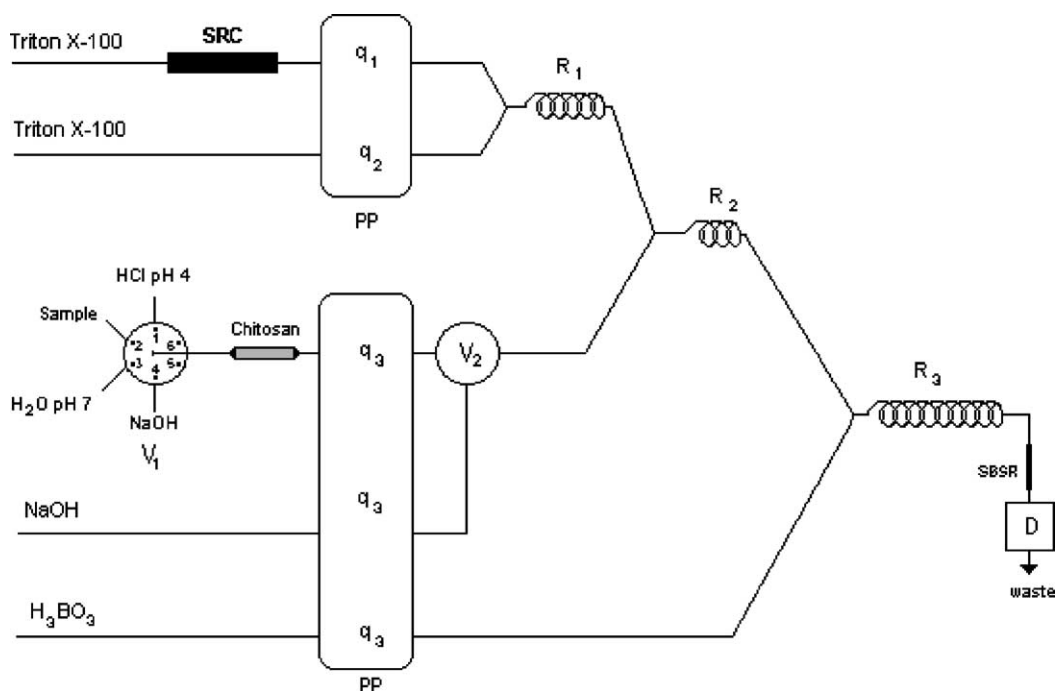 Triton X-100
SRC
q1
R1
Triton X-100
q2
PP
R2
HCl pH 4
Sample
1
2
3
4
5
6
Chitosan
q3
V2
H2O pH 7
NaOH
V1
R3
SBSR
NaOH
q3
D
waste
H3BO3
q3
PP